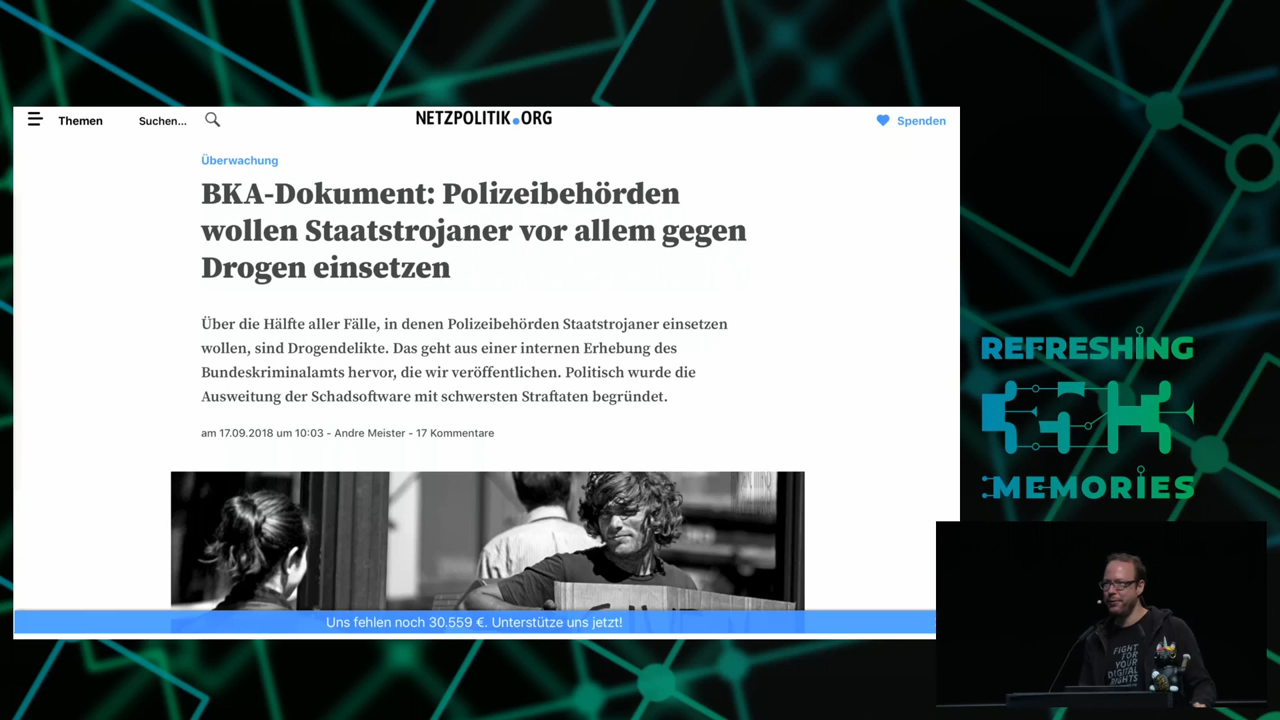 Themen
Suchen...
NETZPOLITIK.ORG
Spenden
Überwachung
BKA-Dokument: Polizeibehörden
wollen Staatstrojaner vor allem gegen
Drogen einsetzen
Über die Hälfte aller Fälle, in denen Polizeibehörden Staatstrojaner einsetzen
wollen, sind Drogendelikte. Das geht aus einer internen Erhebung des
Bundeskriminalamts hervor, die wir veröffentlichen. Politisch wurde die
Ausweitung der Schadsoftware mit schwersten Straftaten begründet.
am 17.09.2018 um 10:03 - Andre Meister - 17 Kommentare
Uns fehlen noch 30.559 €. Unterstütze uns jetzt!
REFRESHING
MEMORIES
FIGHT
FOR
YOUR
DIGITAL
RIGHTS